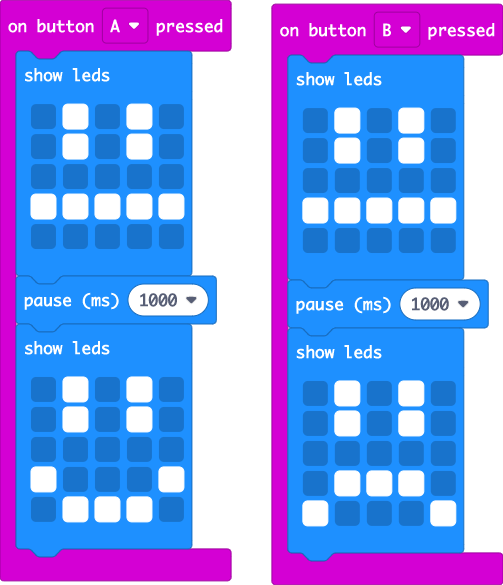 on button A pressed
show leds
pause (ms) 1000
show leds
on button B pressed
show leds
pause (ms) 1000
show leds